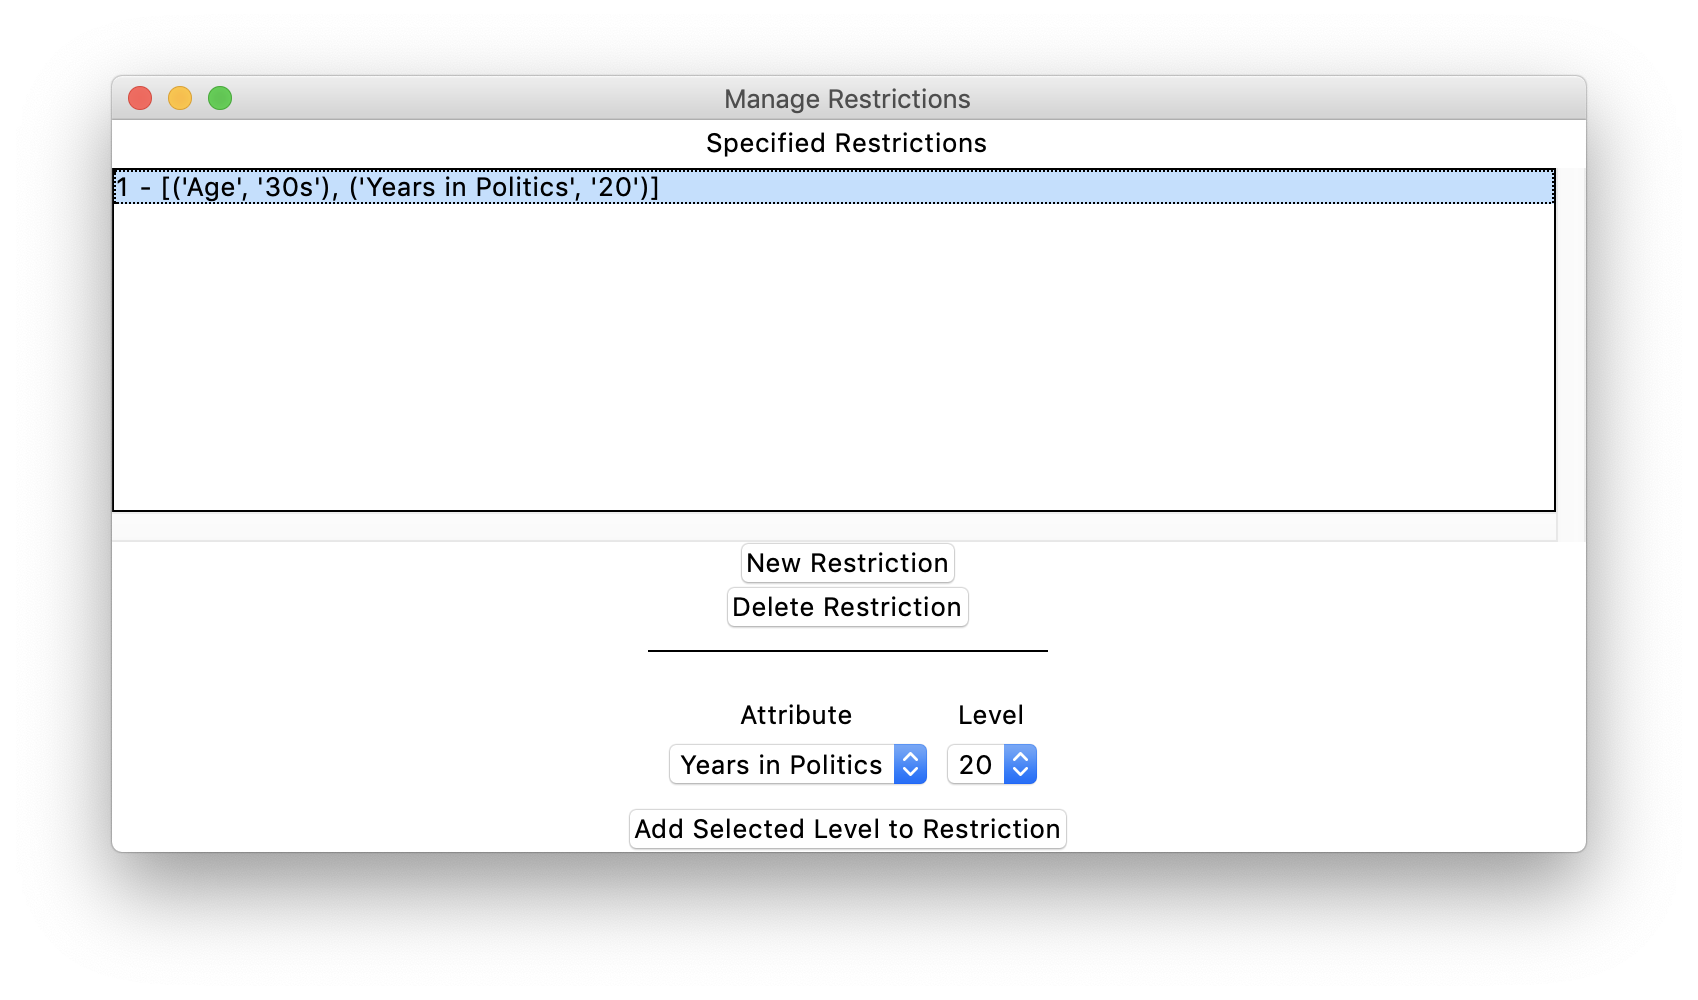 Manage Restrictions
Specified Restrictions
1 - [('Age', '30s'), ('Years in Politics', '20')]
New Restriction
Delete Restriction
Attribute Level
Years in Politics 20
Add Selected Level to Restriction